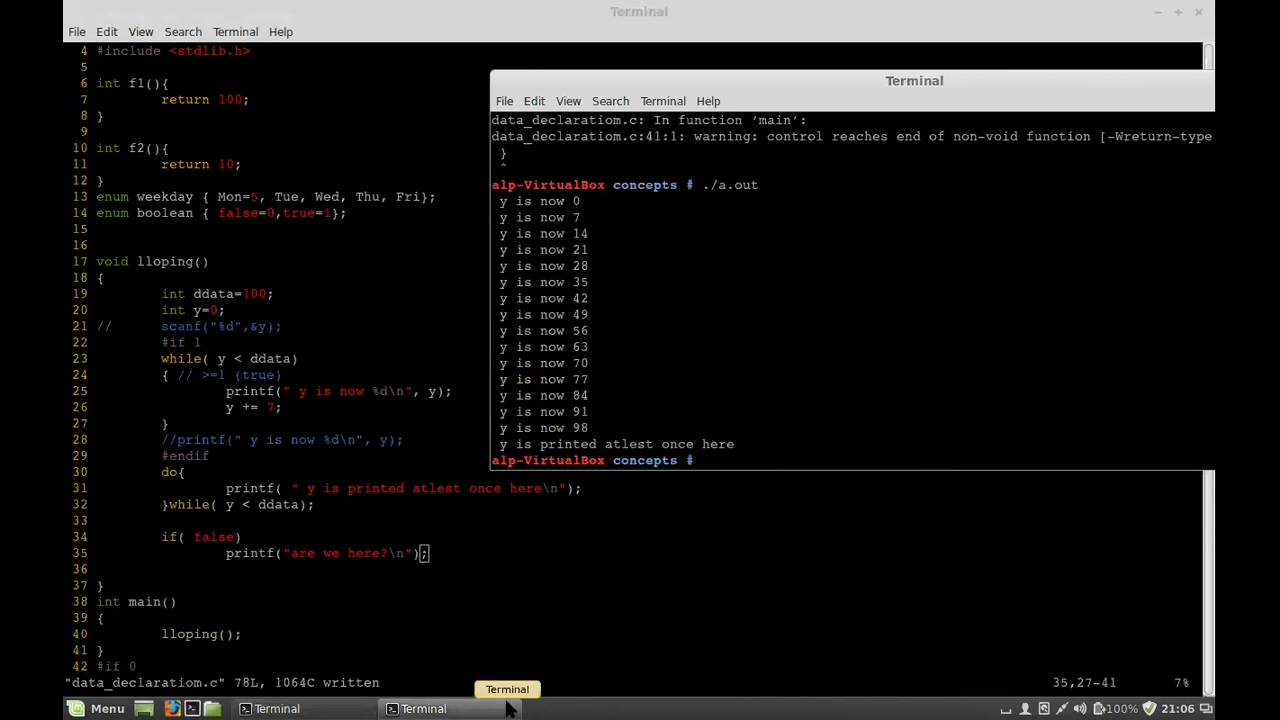 Terminal
File Edit View Search Terminal Help
4 #include <stdlib.h>
5
6 int f1(){
7 return 100;
8 }
9
10 int f2(){
11 return 10;
12 }
13 enum weekday { Mon=5, Tue, Wed, Thu, Fri};
14 enum boolean { false=0,true=1};
15
16
17 void lloping()
18 {
19 int ddata=100;
20 int y=0;
21 // scanf("%d",&y);
22 #if 1
23 while( y < ddata)
24 { // >=1 (true)
25 printf(" y is now %d\n", y);
26 y += 7;
27 }
28 //printf(" y is now %d\n", y);
29 #endif
30 do{
31 printf( " y is printed atlest once here\n");
32 }while( y < ddata);
33
34 if( false)
35 printf("are we here?\n");
36
37 }
38 int main()
39 {
40 lloping();
41 }
42 #if 0
"data_declaratiom.c" 78L, 1064C written
35,27-41 7%
Terminal
File Edit View Search Terminal Help
data_declaratiom.c: In function ‘main’:
data_declaratiom.c:41:1: warning: control reaches end of non-void function [-Wreturn-type
}
^
alp-VirtualBox concepts # ./a.out
y is now 0
y is now 7
y is now 14
y is now 21
y is now 28
y is now 35
y is now 42
y is now 49
y is now 56
y is now 63
y is now 70
y is now 77
y is now 84
y is now 91
y is now 98
y is printed atlest once here
alp-VirtualBox concepts #
Terminal
Menu Terminal Terminal 100% 21:06